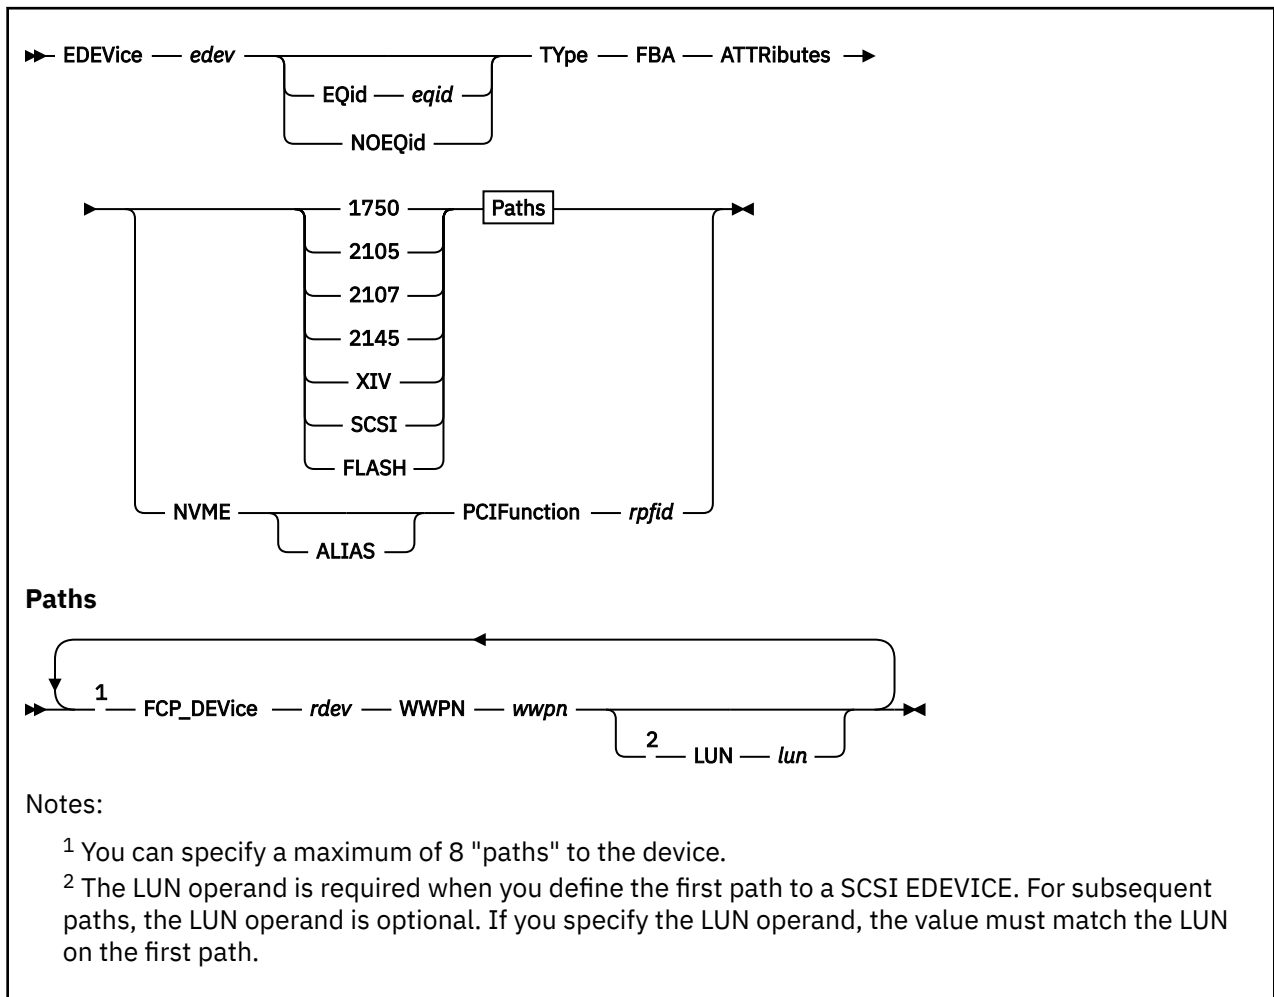 EDEVice edev TYpe FBA ATTRibutes
EQid eqid
NOEQid
1750 Paths
2105
2107
2145
XIV
SCSI
FLASH
NVME PCIFunction rpfid
ALIAS
Paths
1 FCP_DEVice rdev WWPN wwpn
2 LUN lun
Notes:
1 You can specify a maximum of 8 "paths" to the device.
2 The LUN operand is required when you define the first path to a SCSI EDEVICE. For subsequent
paths, the LUN operand is optional. If you specify the LUN operand, the value must match the LUN
on the first path.